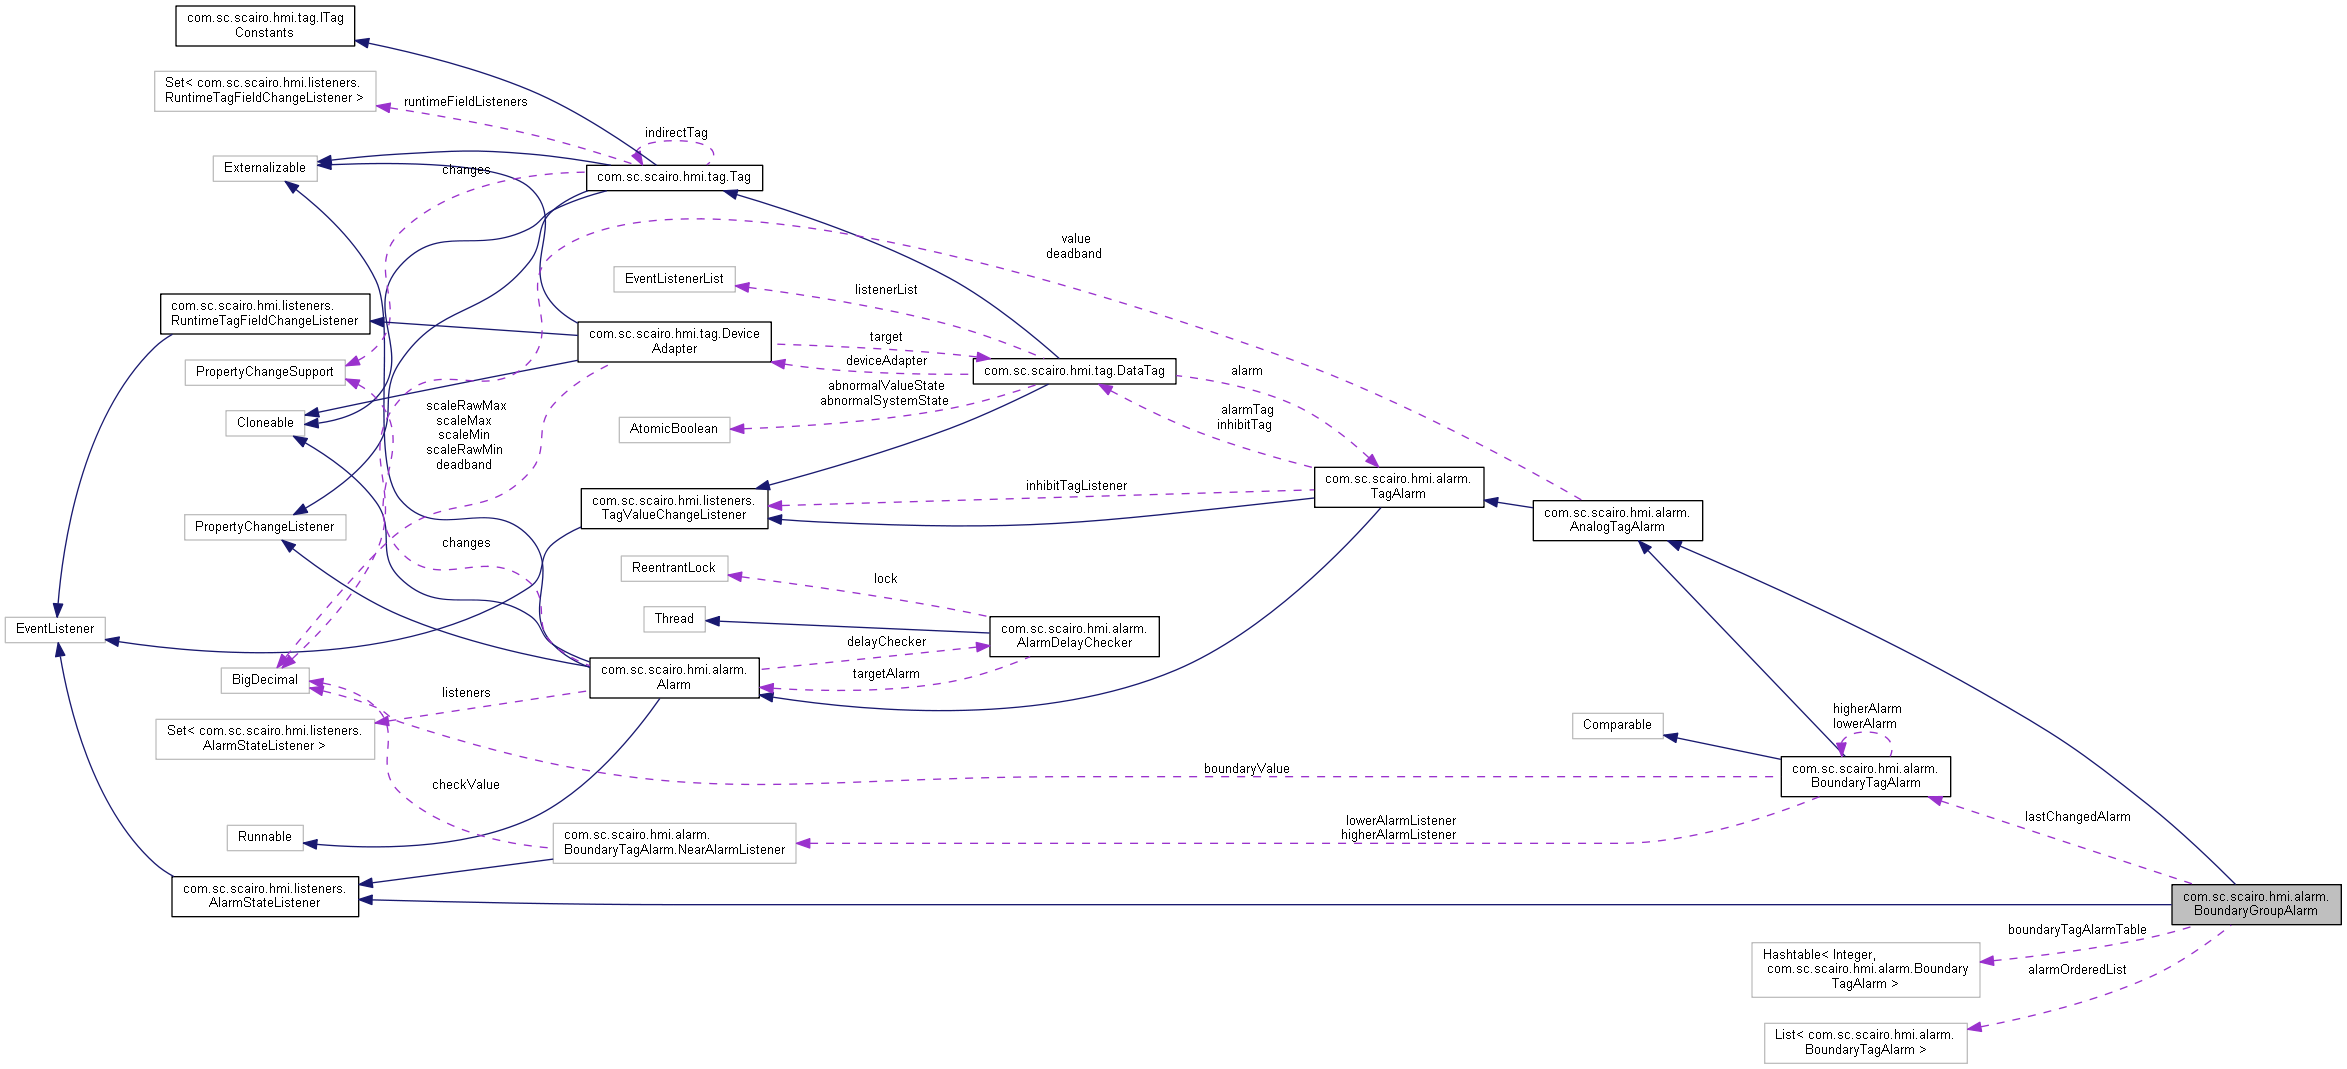 com.sc.scairo.hmi.tag.ITag
Constants
Set< com.sc.scairo.hmi.listeners.
RuntimeTagFieldChangeListener >
runtimeFieldListeners
indirectTag
Externalizable
changes
com.sc.scairo.hmi.tag.Tag
value
deadband
EventListenerList
listenerList
com.sc.scairo.hmi.listeners.
RuntimeTagFieldChangeListener
com.sc.scairo.hmi.tag.Device
Adapter
target
deviceAdapter
com.sc.scairo.hmi.tag.DataTag
alarm
PropertyChangeSupport
abnormalValueState
abnormalSystemState
Cloneable
scaleRawMax
scaleMax
scaleMin
scaleRawMin
deadband
AtomicBoolean
alarmTag
inhibitTag
com.sc.scairo.hmi.alarm.
TagAlarm
inhibitTagListener
com.sc.scairo.hmi.listeners.
TagValueChangeListener
com.sc.scairo.hmi.alarm.
AnalogTagAlarm
PropertyChangeListener
changes
ReentrantLock
lock
Thread
com.sc.scairo.hmi.alarm.
AlarmDelayChecker
EventListener
delayChecker
targetAlarm
com.sc.scairo.hmi.alarm.
Alarm
BigDecimal
listeners
Set< com.sc.scairo.hmi.listeners.
AlarmStateListener >
higherAlarm
lowerAlarm
Comparable
com.sc.scairo.hmi.alarm.
BoundaryTagAlarm
boundaryValue
checkValue
lowerAlarmListener
higherAlarmListener
lastChangedAlarm
Runnable
com.sc.scairo.hmi.alarm.
BoundaryTagAlarm.NearAlarmListener
com.sc.scairo.hmi.listeners.
AlarmStateListener
com.sc.scairo.hmi.alarm.
BoundaryGroupAlarm
boundaryTagAlarmTable
Hashtable< Integer,
com.sc.scairo.hmi.alarm.Boundary
TagAlarm >
alarmOrderedList
List< com.sc.scairo.hmi.alarm.
BoundaryTagAlarm >